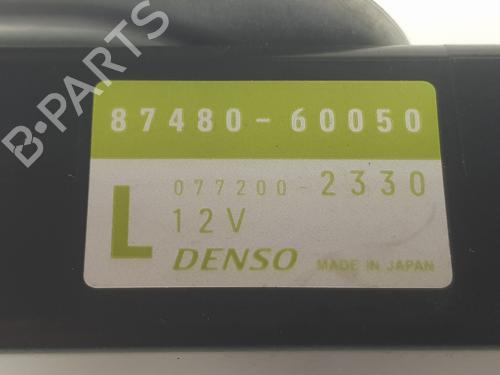 B-PARTS
87480-60050
L
077200-2330
12V
DENSO MADE IN JAPAN